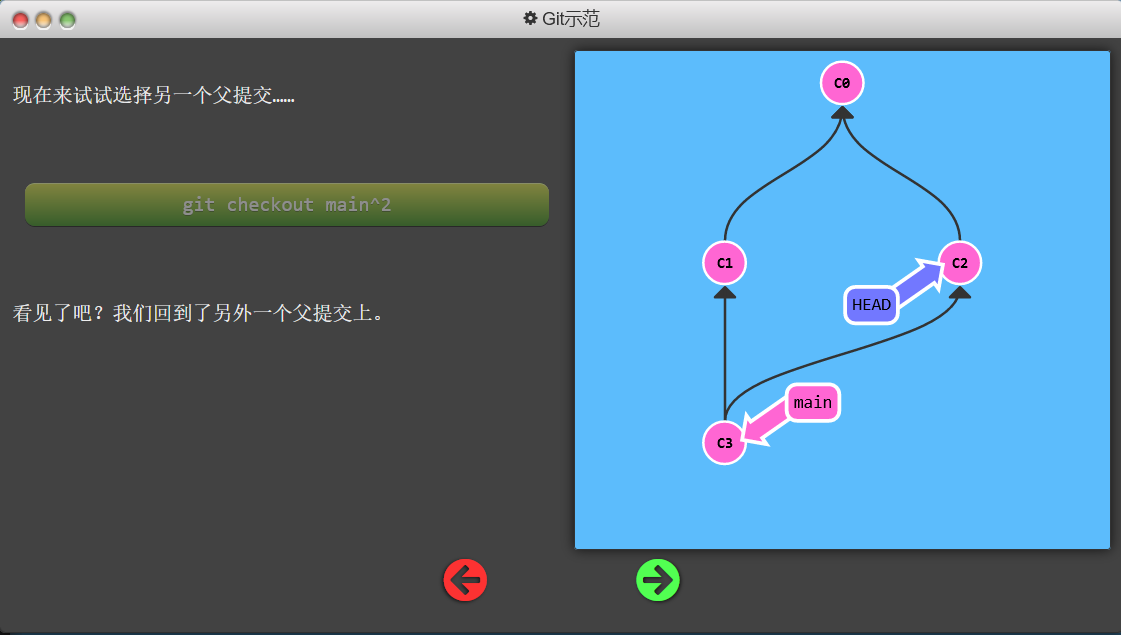 Git示范
现在来试试选择另一个父提交……
git checkout main^2
看见了吧？我们回到了另外一个父提交上。
C0
C1
C2
HEAD
main
C3